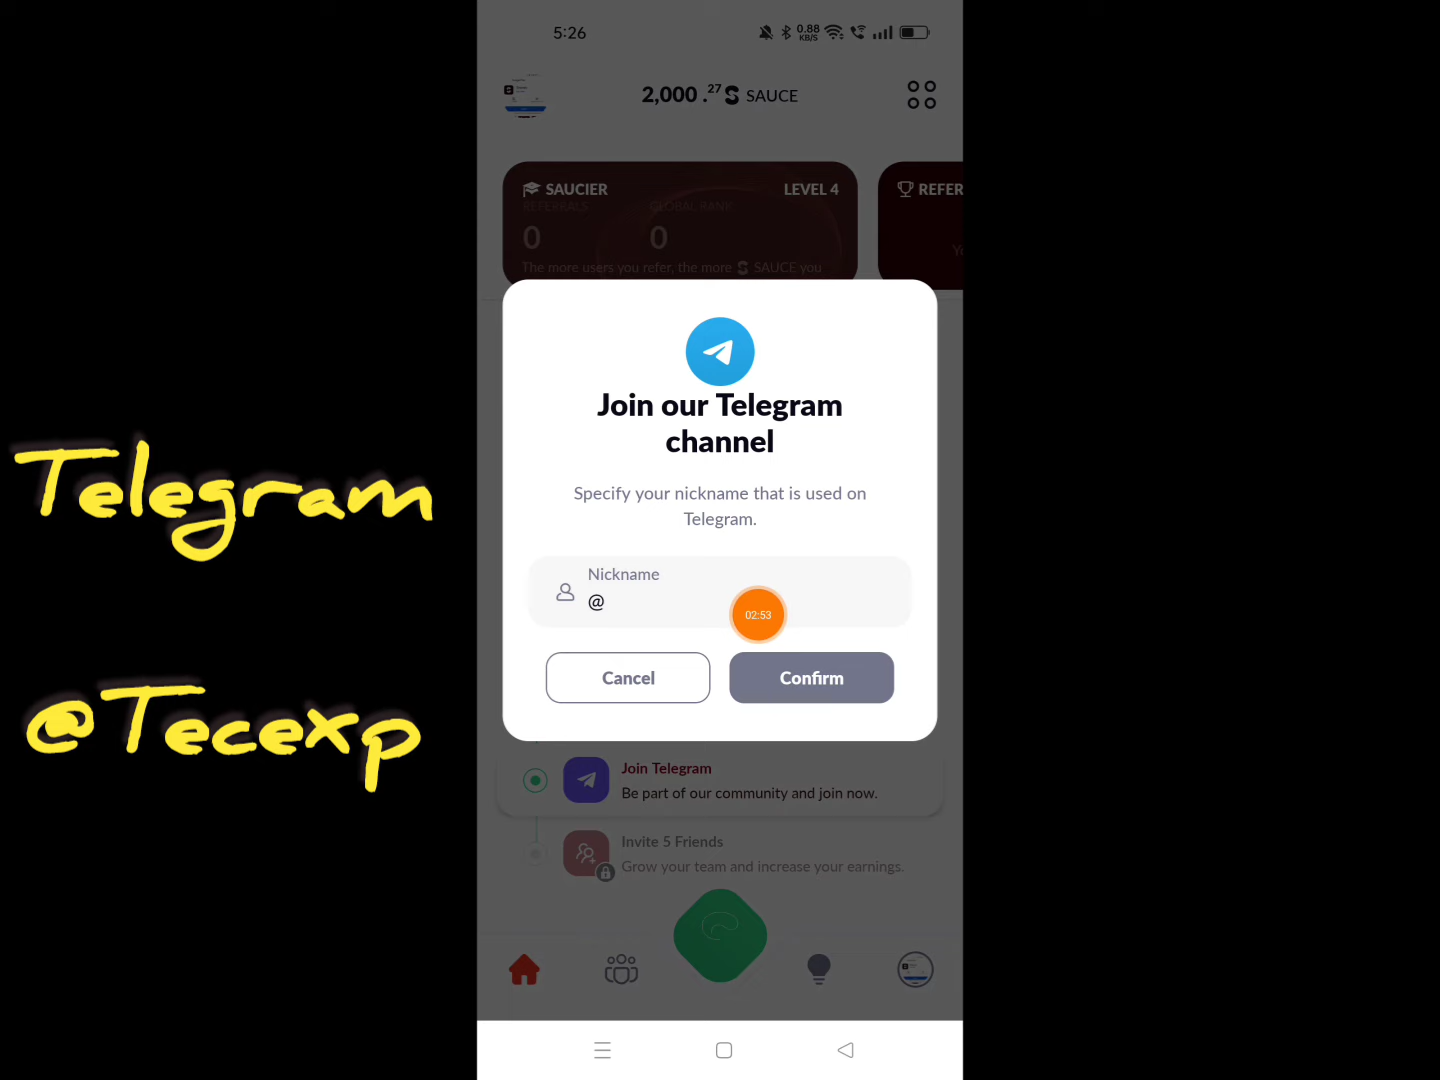 5:26
0.88
KB/S
2,000 .27 SAUCE
SAUCIER LEVEL 4
REFER
REFERRALS GLOBAL RANK
0 0
Yo
The more users you refer, the more SAUCE you
Join our Telegram
channel
Specify your nickname that is used on
Telegram.
Nickname
@
02:53
Cancel Confirm
Telegram
@Tecexp
Join Telegram
Be part of our community and join now.
Invite 5 Friends
Grow your team and increase your earnings.